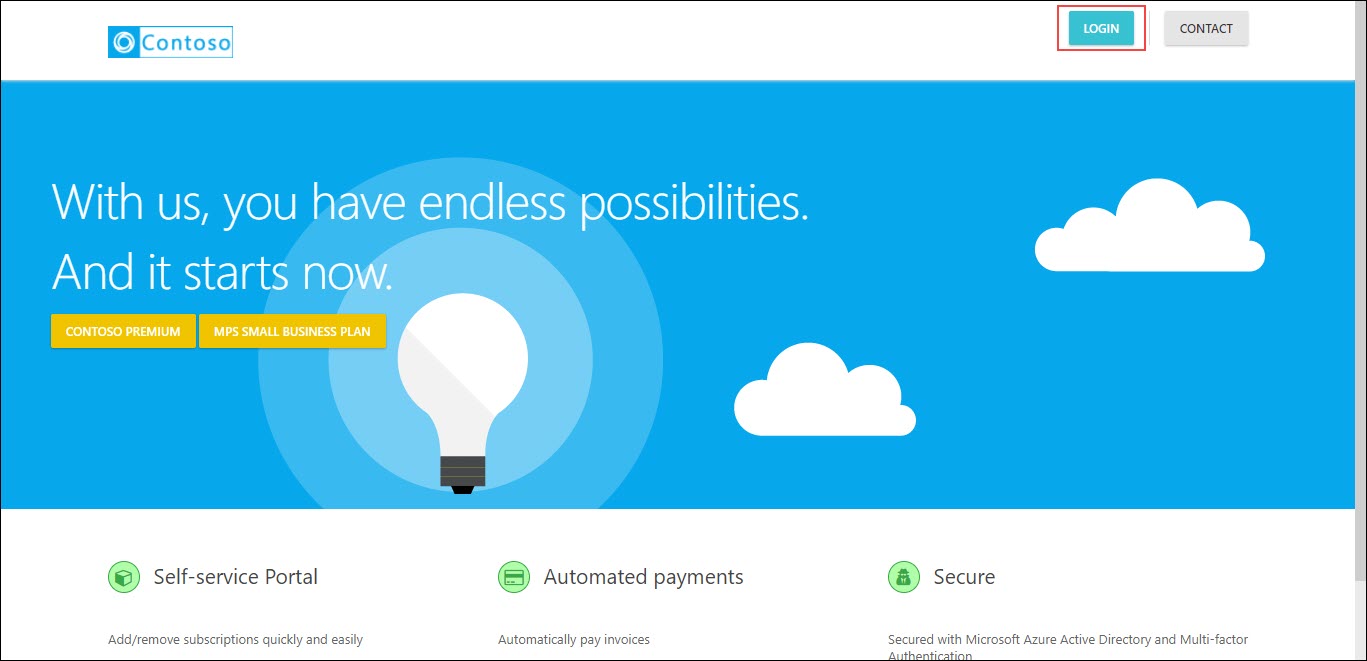 Contoso
LOGIN
CONTACT
With us, you have endless possibilities.
And it starts now.
CONTOSO PREMIUM
MPS SMALL BUSINESS PLAN
Self-service Portal
Automated payments
Secure
Add/remove subscriptions quickly and easily
Automatically pay invoices
Secured with Microsoft Azure Active Directory and Multi-factor
Authentication